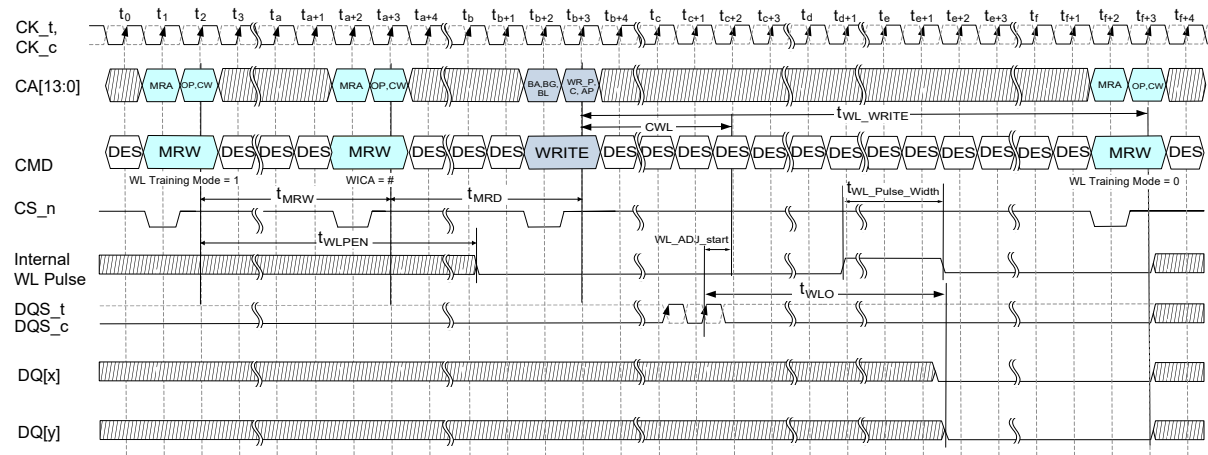 t0 t1 t2 t3 ta ta+1 ta+2 ta+3 ta+4 tb tb+1 tb+2 tb+3 tb+4 tc tc+1 tc+2 tc+3 td td+1 te te+1 te+2 te+3 tf tf+1 tf+2 tf+3 tf+4
CK_t,
CK_c
CA[13:0] MRA OP,CW MRA OP,CW BA,BG, BL WR_P- C, AP MRA OP,CW
tWL_WRITE
CWL
CMD DES MRW DES DES DES DES MRW DES DES DES DES WRITE DES DES DES DES DES DES DES DES DES DES DES DES MRW DES
WL Training Mode = 1 WICA = # WL Training Mode = 0
tMRW tMRD tWL_Pulse_Width
CS_n
tWLPEN WL_ADJ_start
Internal
WL Pulse
tWLO
DQS_t
DQS_c
DQ[x]
DQ[y]